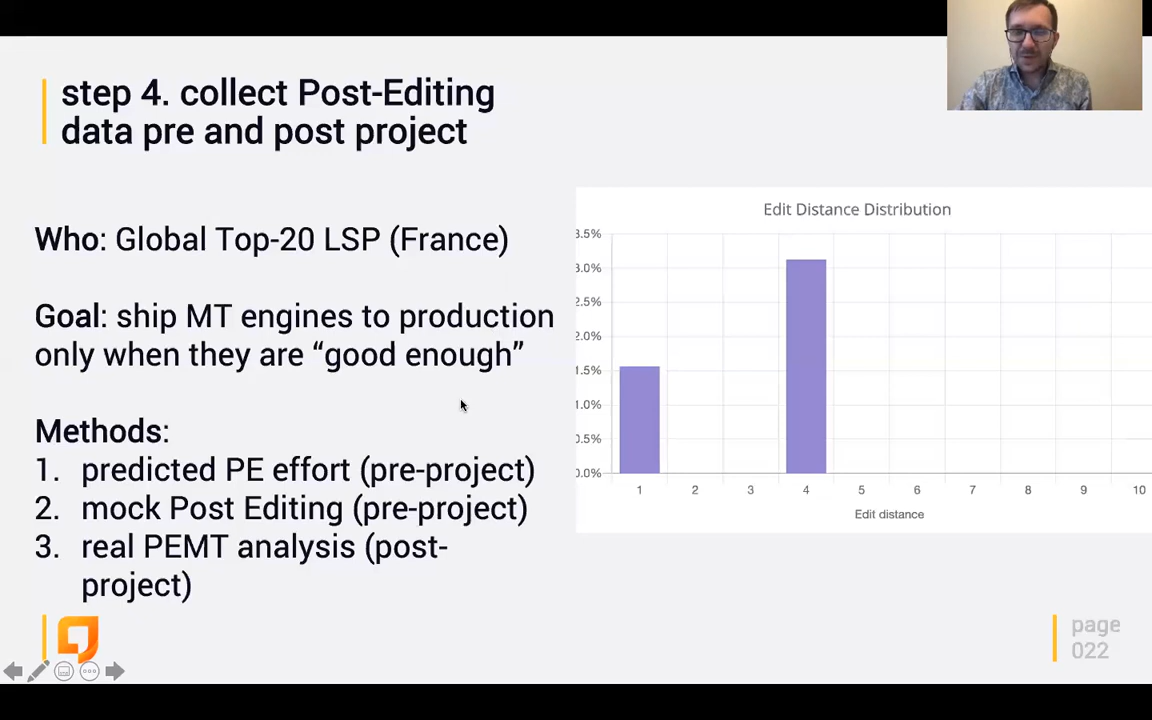 step 4. collect Post-Editing
data pre and post project
Who: Global Top-20 LSP (France)
Goal: ship MT engines to production
only when they are “good enough”
Methods:
1. predicted PE effort (pre-project)
2. mock Post Editing (pre-project)
3. real PEMT analysis (post-
project)
Edit Distance Distribution
3.5%
3.0%
2.5%
2.0%
1.5%
1.0%
0.5%
0.0%
1 2 3 4 5 6 7 8 9 10
Edit distance
page
022